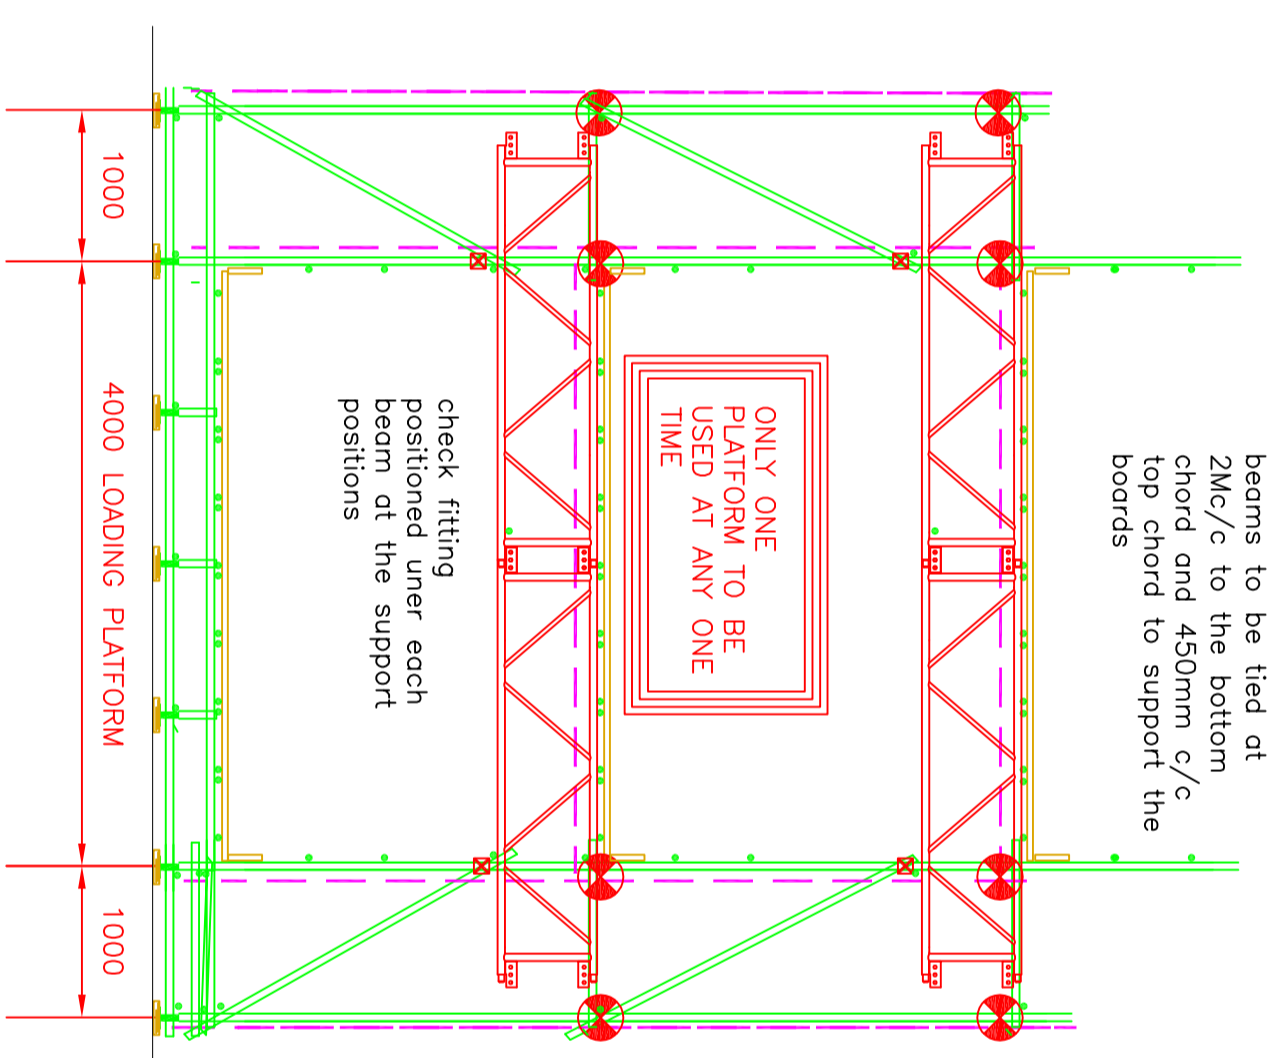 beams to be tied at
2Mc/c to the bottom
chord and 450mm c/c
top chord to support the
boards
ONLY ONE
PLATFORM TO BE
USED AT ANY ONE
TIME
check fitting
positioned uner each
beam at the support
positions
1000
4000 LOADING PLATFORM
1000